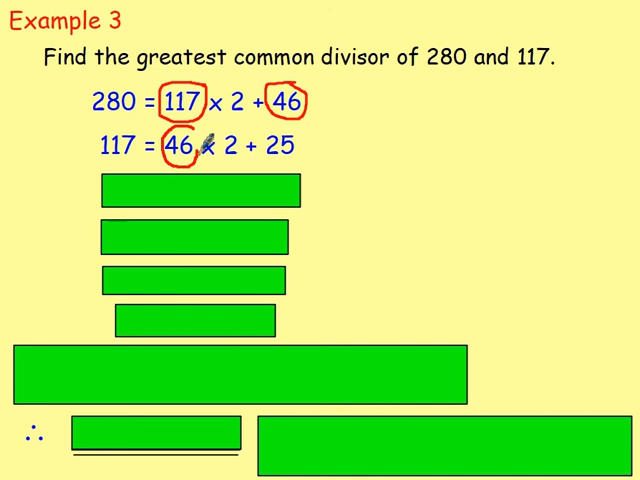 Example 3
Find the greatest common divisor of 280 and 117.
280 = 117 x 2 + 46
117 = 46 x 2 + 25
∴